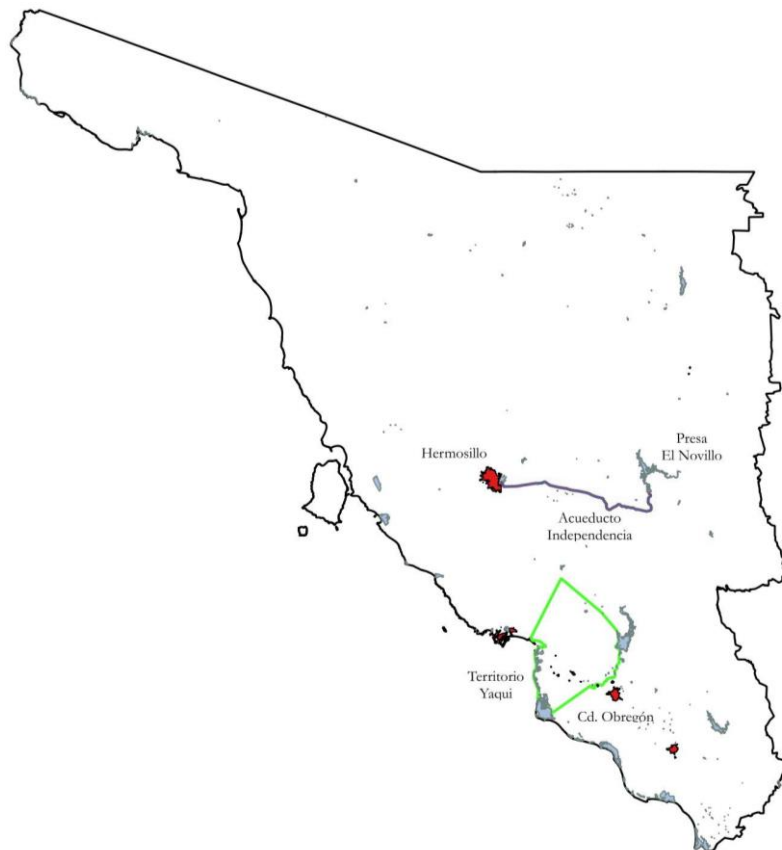 Hermosillo
Presa
El Novillo
Acueducto
Independencia
Territorio
Yaqui
Cd. Obregón